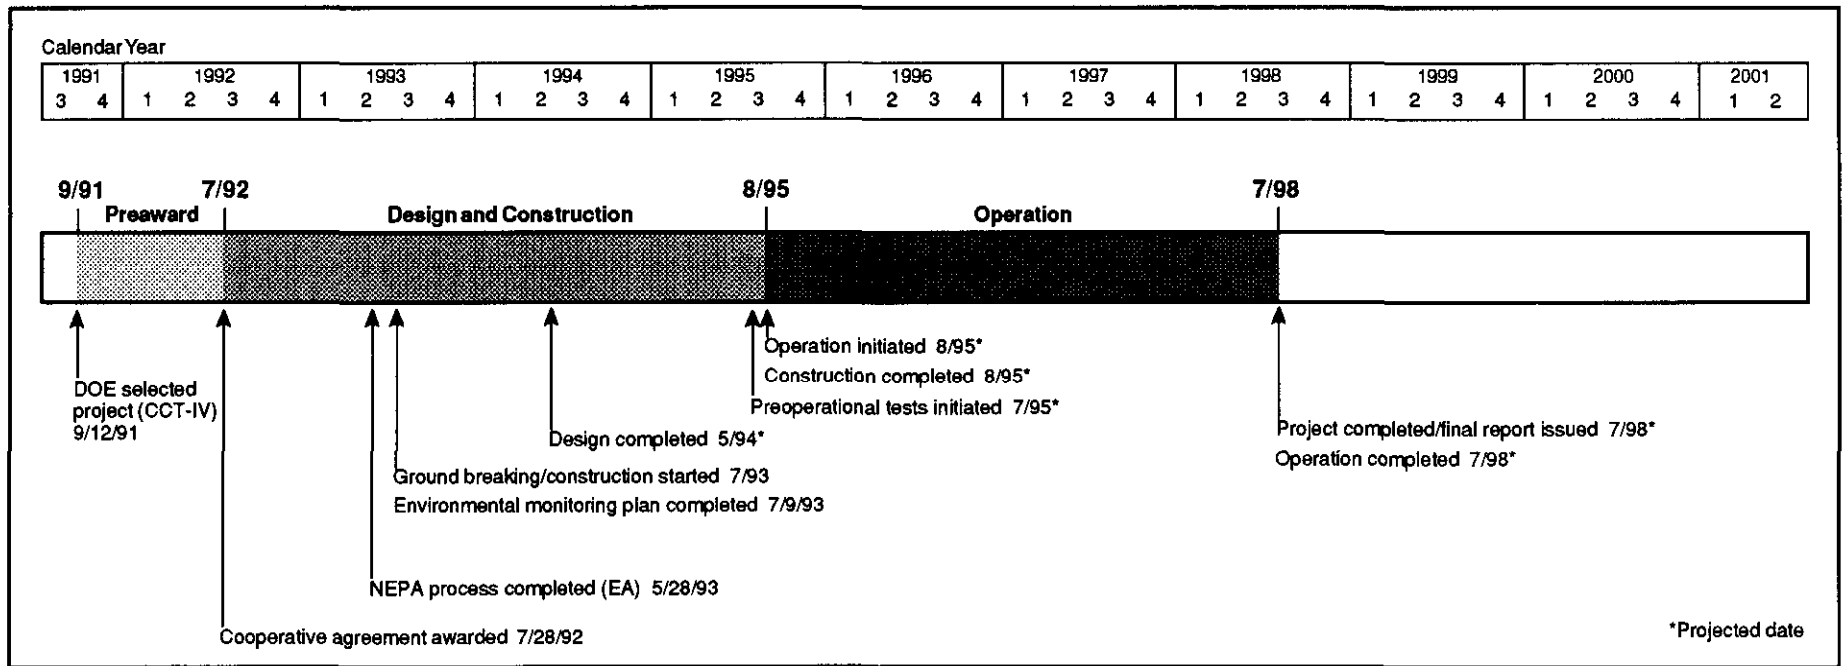 Calendar Year
1991 1992 1993 1994 1995 1996 1997 1998 1999 2000 2001
3 4 1 2 3 4 1 2 3 4 1 2 3 4 1 2 3 4 1 2 3 4 1 2 3 4 1 2 3 4 1 2 3 4 1 2 3 4 1 2
9/91 7/92 8/95 7/98
Preaward Design and Construction Operation
Operation initiated 8/95*
Construction completed 8/95*
Preoperational tests initiated 7/95*
DOE selected
project (CCT-IV)
9/12/91
Design completed 5/94*
Project completed/final report issued 7/98*
Operation completed 7/98*
Ground breaking/construction started 7/93
Environmental monitoring plan completed 7/9/93
NEPA process completed (EA) 5/28/93
Cooperative agreement awarded 7/28/92
*Projected date